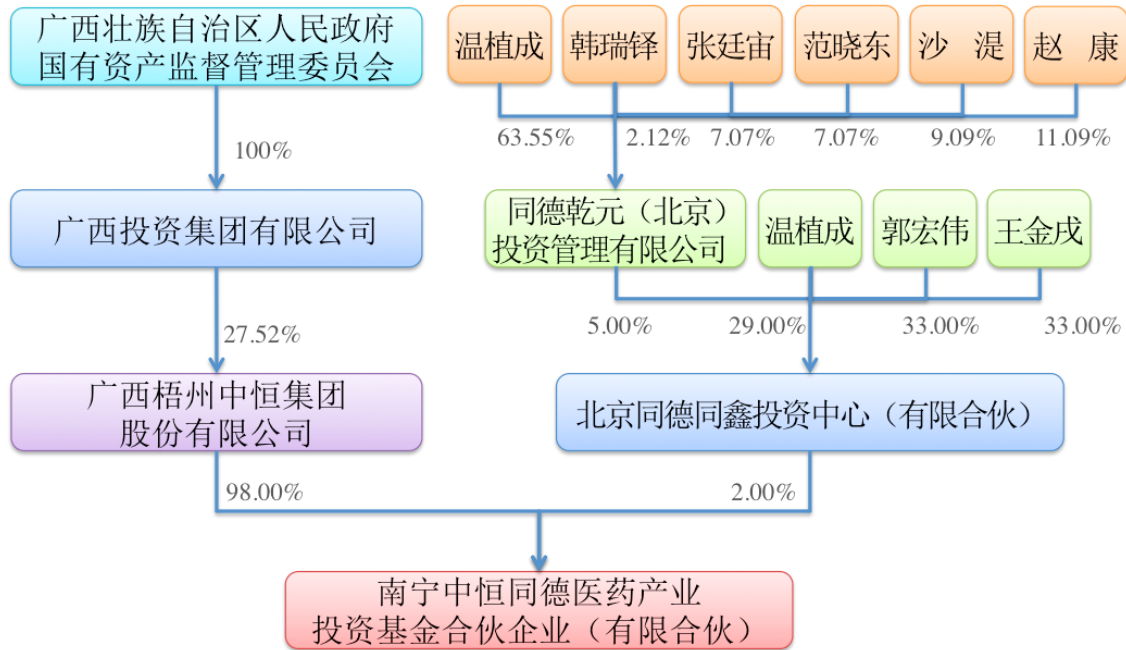 广西壮族自治区人民政府
国有资产监督管理委员会
温植成
韩瑞铎
张廷宙
范晓东
沙 湜
赵 康
63.55%
2.12%
7.07%
7.07%
9.09%
11.09%
100%
广西投资集团有限公司
同德乾元（北京）
投资管理有限公司
温植成
郭宏伟
王金戌
27.52%
5.00%
29.00%
33.00%
33.00%
广西梧州中恒集团
股份有限公司
北京同德同鑫投资中心（有限合伙）
98.00%
2.00%
南宁中恒同德医药产业
投资基金合伙企业（有限合伙）